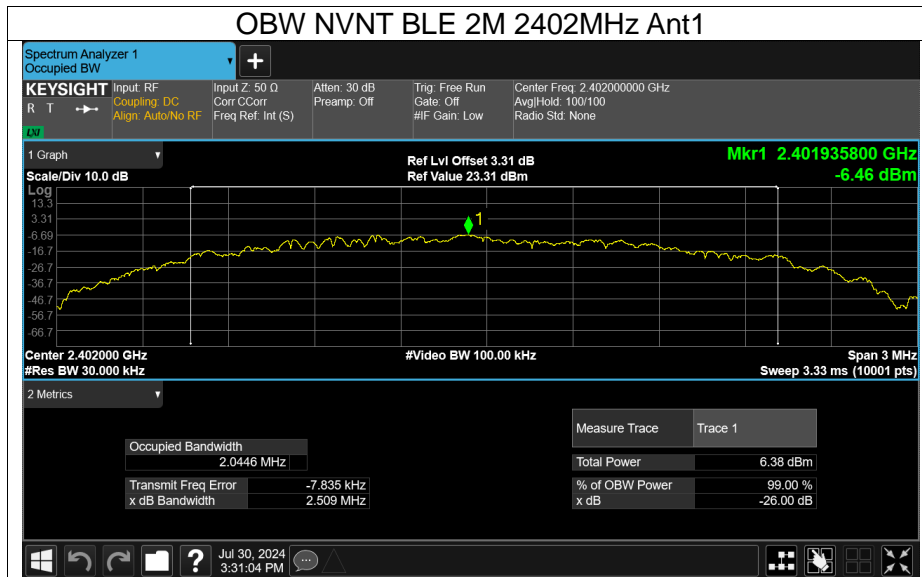 OBW NVNT BLE 2M 2402MHz Ant1
Spectrum Analyzer 1
Occupied BW
+
KEYSIGHT Input: RF Input Z: 50 Ω Atten: 30 dB Trig: Free Run Center Freq: 2.402000000 GHz
R T Coupling: DC Corr CCorr Preamp: Off Gate: Off Avg|Hold: 100/100
Align: Auto/No RF Freq Ref: Int (S) #IF Gain: Low Radio Std: None
LXI
1 Graph Ref Lvl Offset 3.31 dB Mkr1 2.401935800 GHz
Scale/Div 10.0 dB Ref Value 23.31 dBm -6.46 dBm
Log
13.3
3.31
1
-6.69
-16.7
-26.7
-36.7
-46.7
-56.7
-66.7
Center 2.402000 GHz #Video BW 100.00 kHz Span 3 MHz
#Res BW 30.000 kHz Sweep 3.33 ms (10001 pts)
2 Metrics
Measure Trace Trace 1
Occupied Bandwidth
2.0446 MHz Total Power 6.38 dBm
Transmit Freq Error -7.835 kHz % of OBW Power 99.00 %
x dB Bandwidth 2.509 MHz x dB -26.00 dB
? Jul 30, 2024
3:31:04 PM